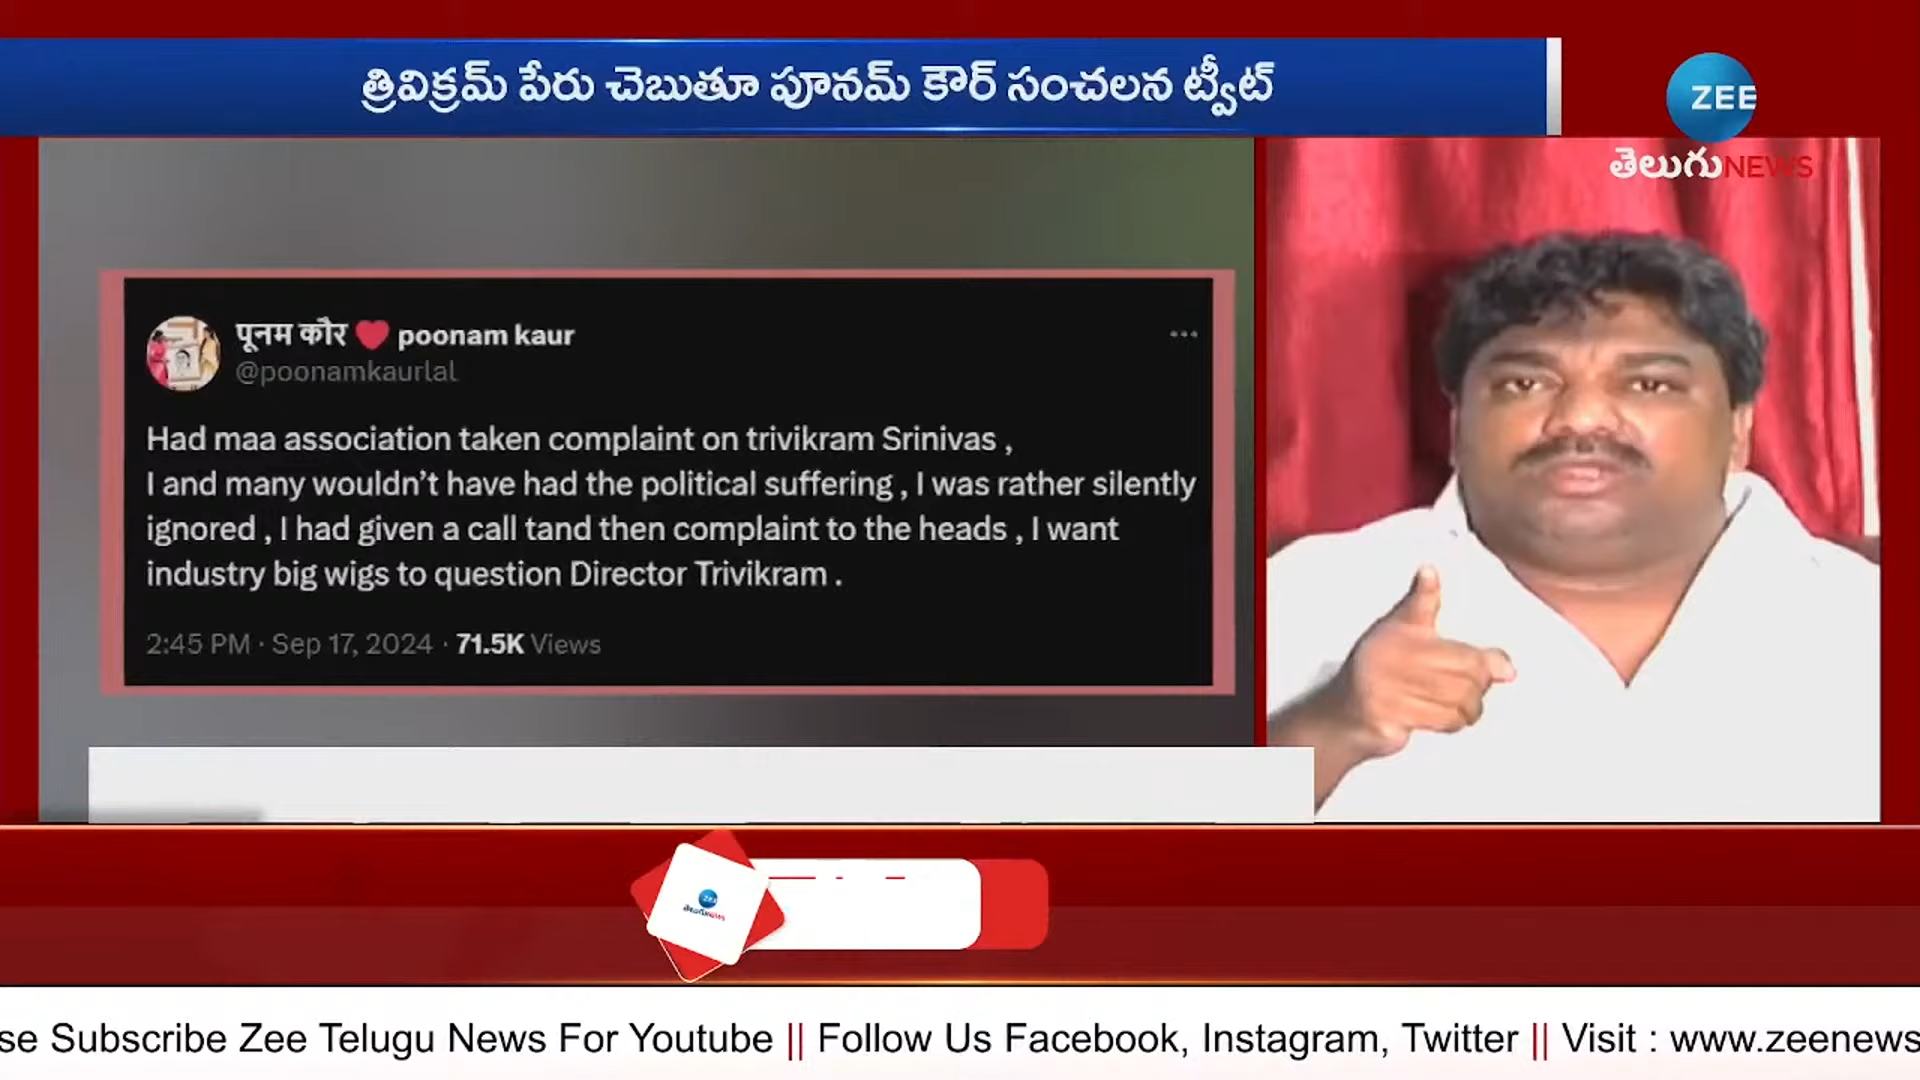 త్రివిక్రమ్ పేరు చెబుతూ పూనమ్ కౌర్ సంచలన ట్వీట్
ZEE
తెలుగు NEWS
पूनम कौर ❤️ poonam kaur
@poonamkaurlal
Had maa association taken complaint on trivikram Srinivas ,
I and many wouldn’t have had the political suffering , I was rather silently
ignored , I had given a call tand then complaint to the heads , I want
industry big wigs to question Director Trivikram .
2:45 PM · Sep 17, 2024 · 71.5K Views
se Subscribe Zee Telugu News For Youtube || Follow Us Facebook, Instagram, Twitter || Visit : www.zeenews